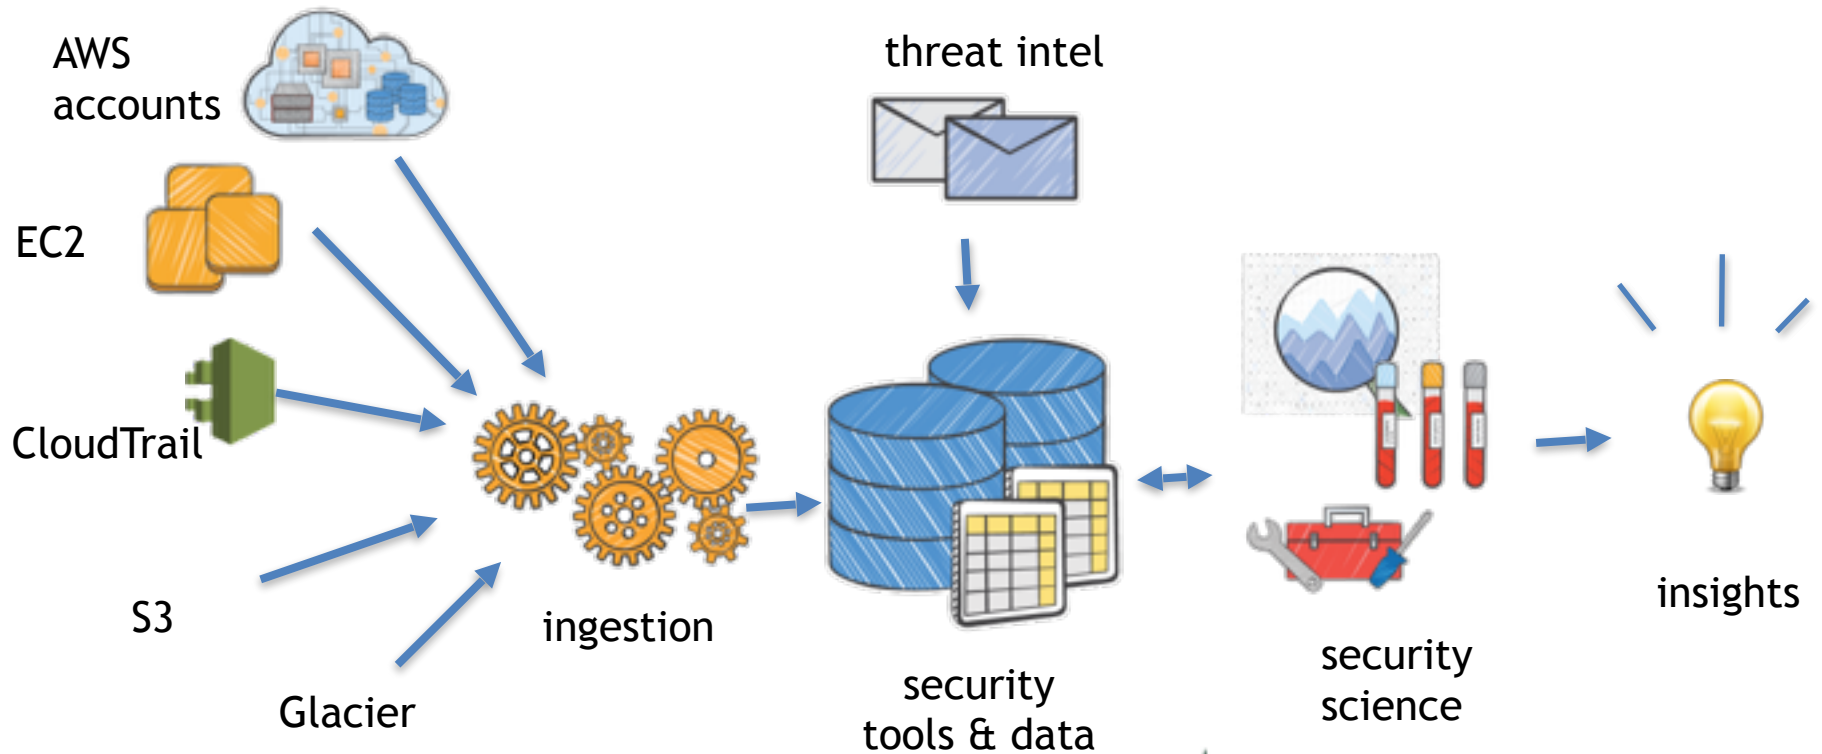 AWS
accounts
threat intel
EC2
CloudTrail
S3
Glacier
ingestion
security
tools & data
security
science
insights